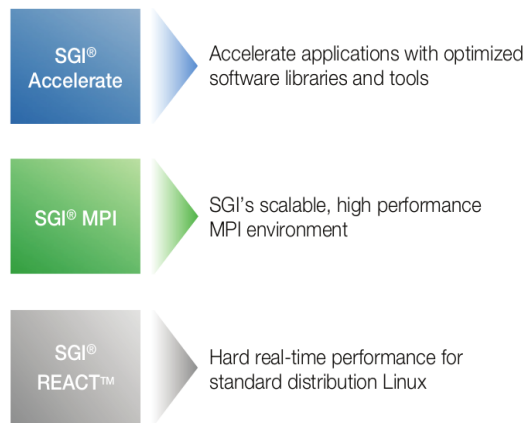 SGI®
Accelerate
Accelerate applications with optimized
software libraries and tools
SGI® MPI
SGI's scalable, high performance
MPI environment
SGI®
REACT™
Hard real-time performance for
standard distribution Linux